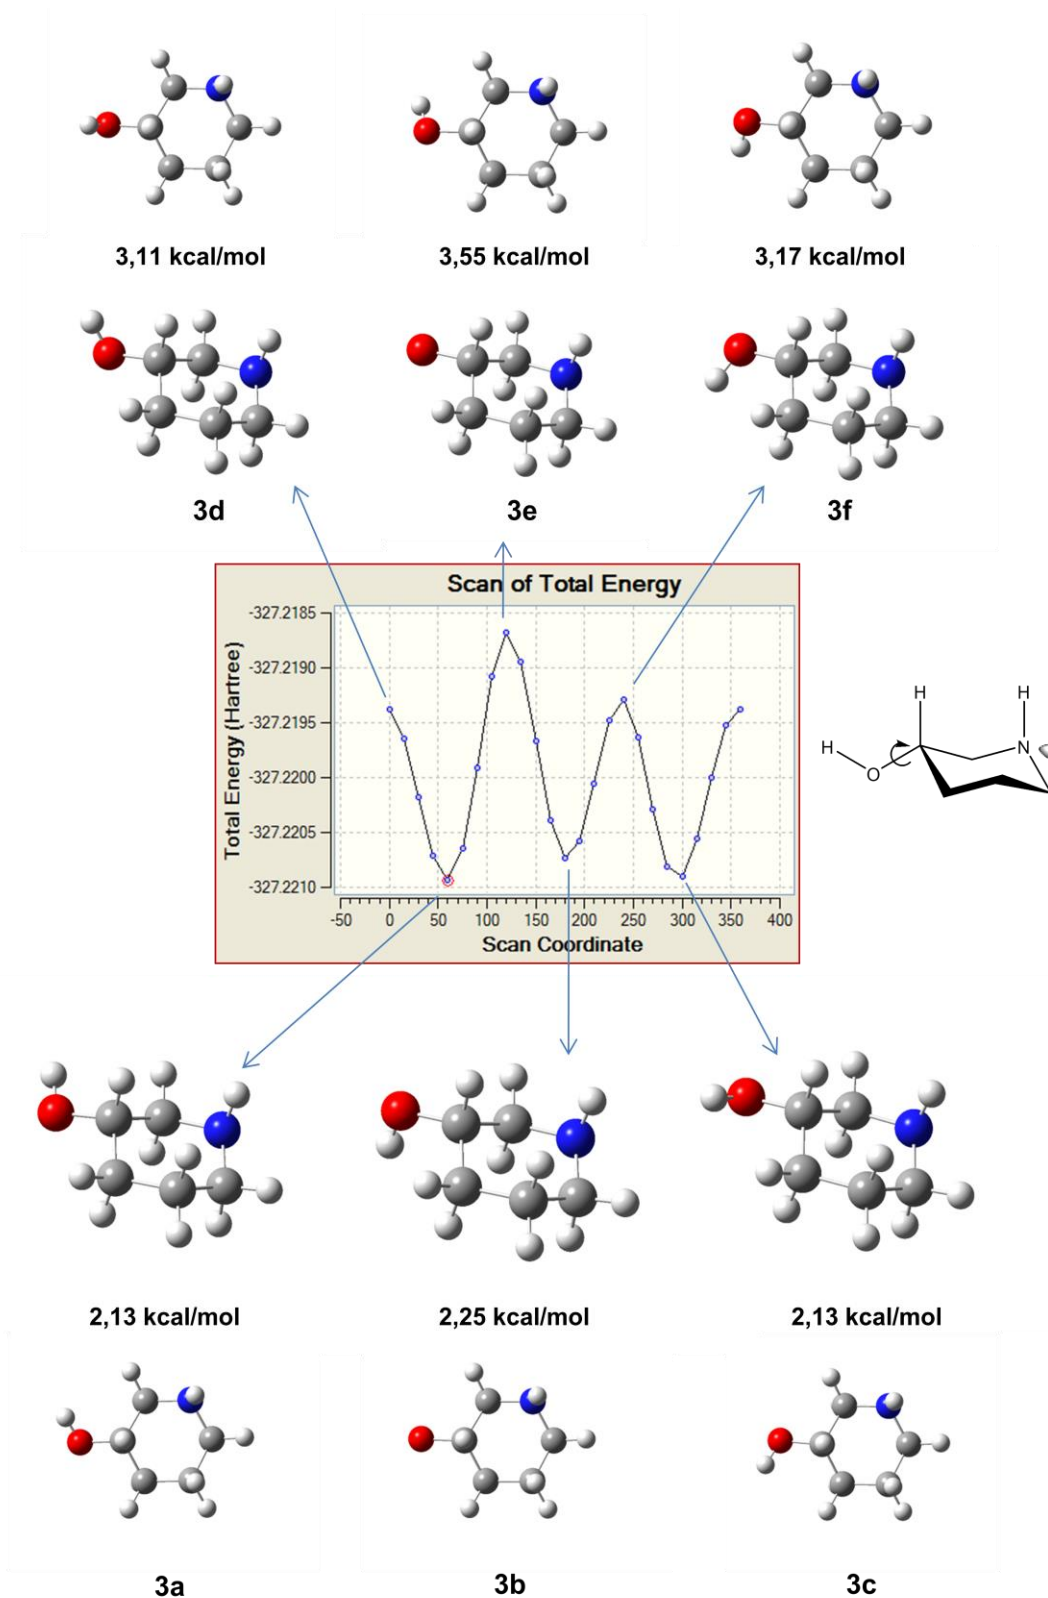 3,11 kcal/mol
3,55 kcal/mol
3,17 kcal/mol
3d
3e
3f
Scan of Total Energy
Total Energy (Hartree)
-327.2185
-327.2190
-327.2195
-327.2200
-327.2205
-327.2210
-50 0 50 100 150 200 250 300 350 400
Scan Coordinate
H
H
H
O
N
2,13 kcal/mol
2,25 kcal/mol
2,13 kcal/mol
3a
3b
3c